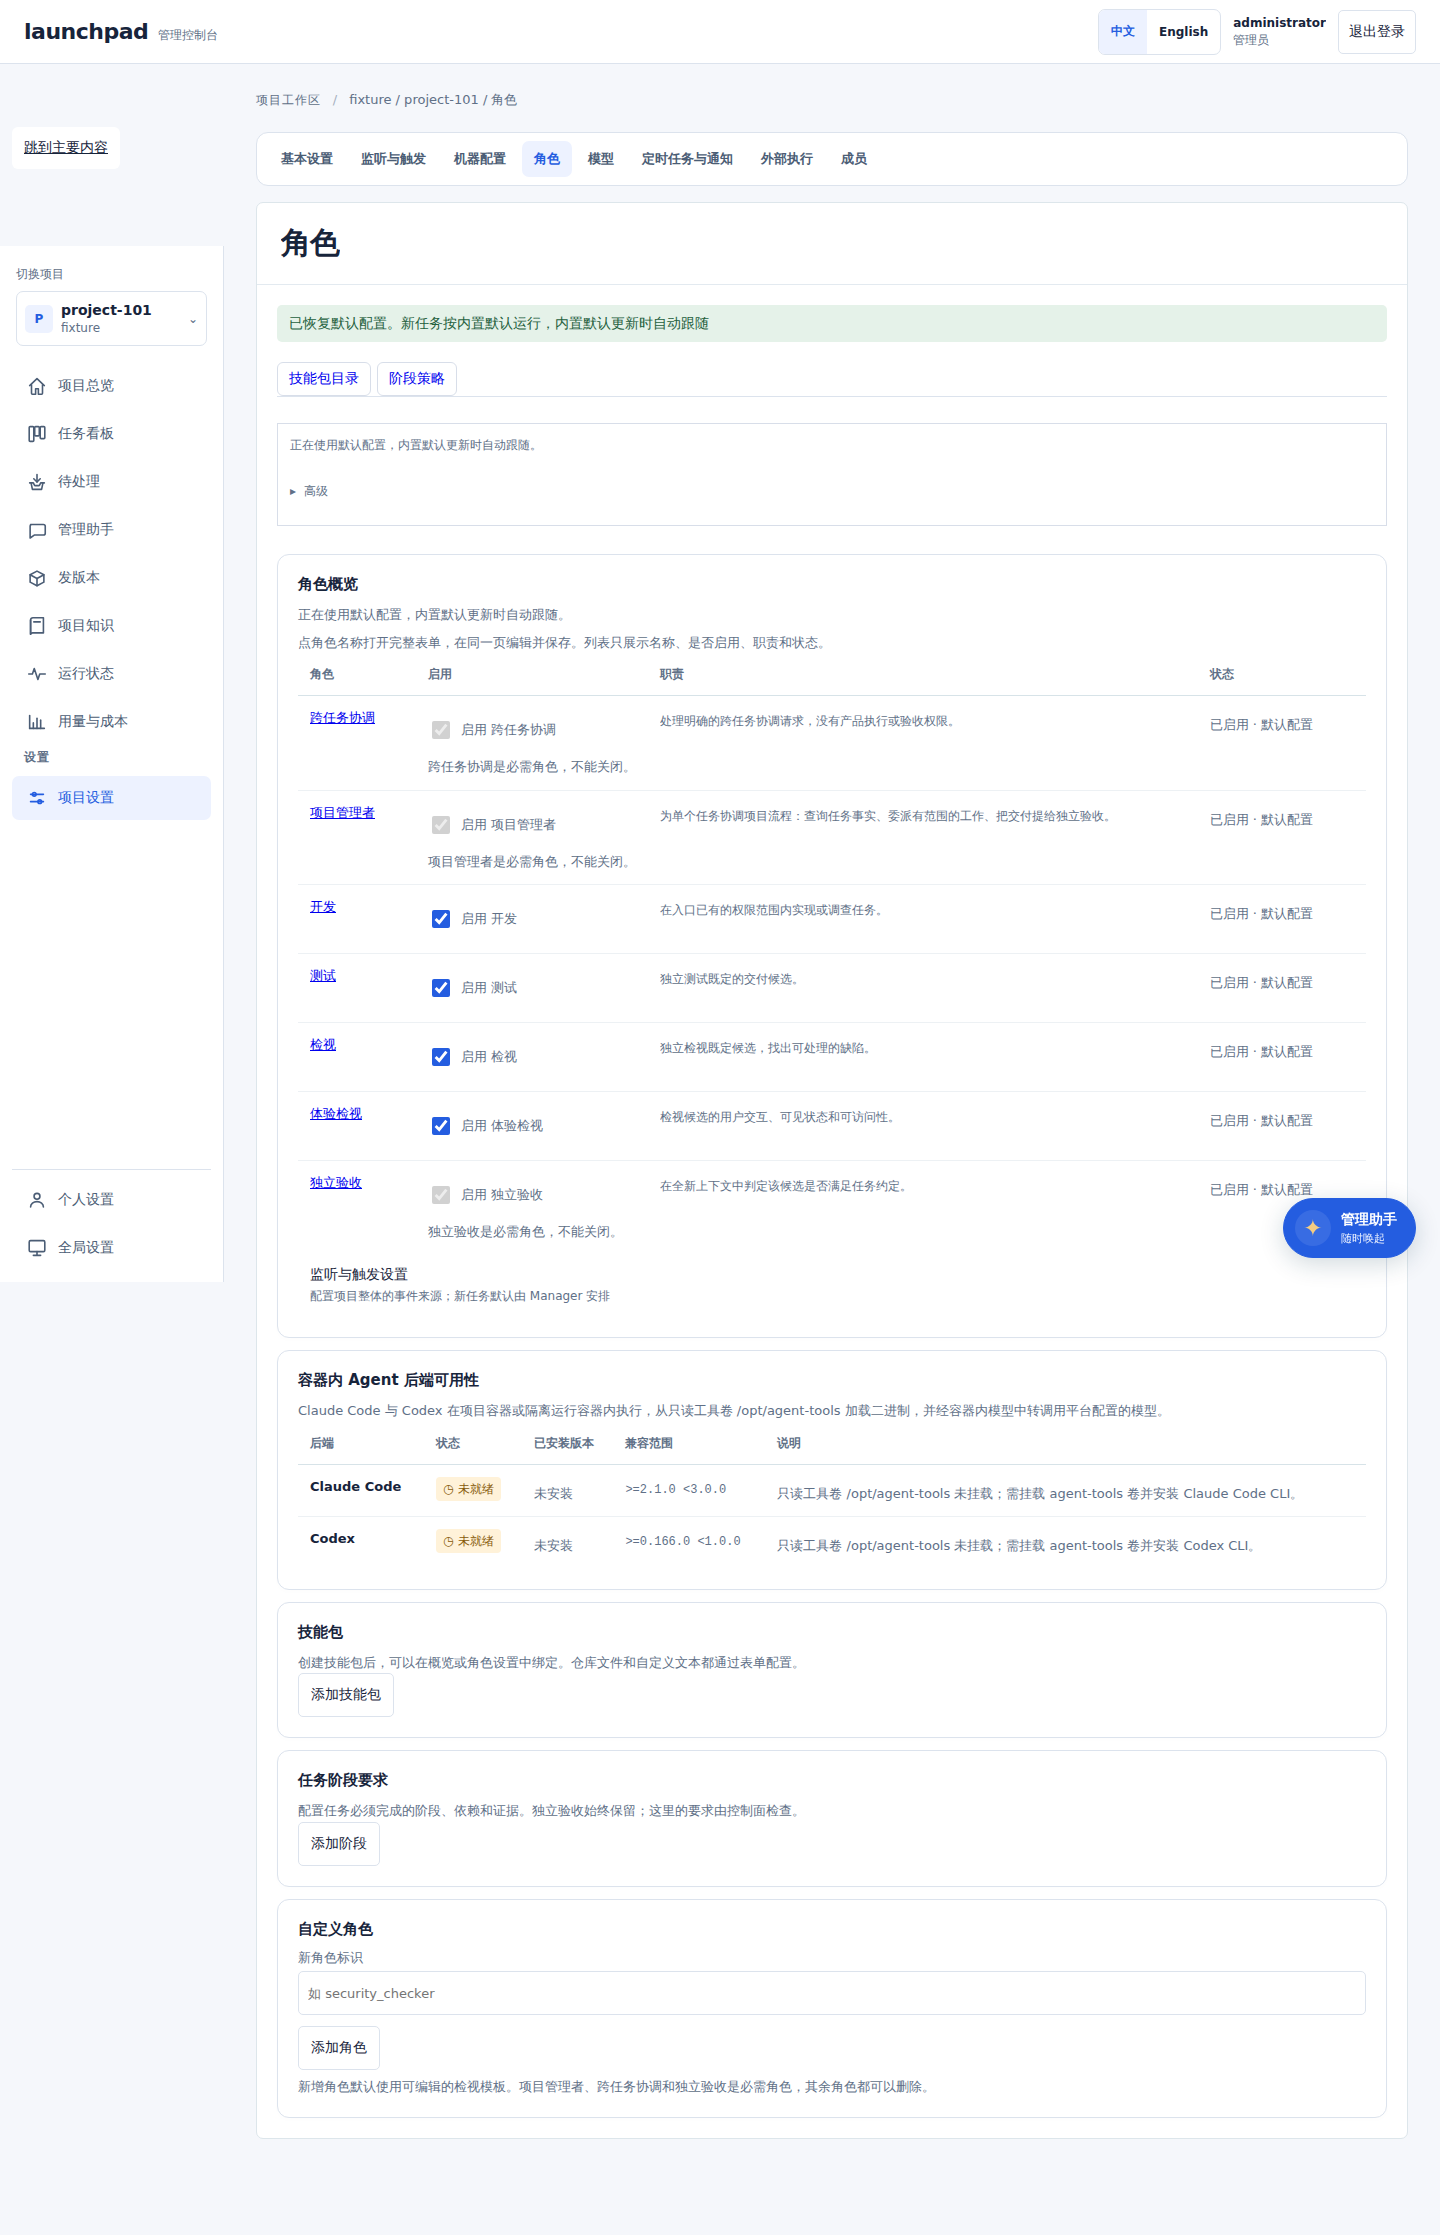 launchpad 管理控制台
中文 English administrator 管理员 退出登录
项目工作区 / fixture / project-101 / 角色
跳到主要内容
基本设置 监听与触发 机器配置 角色 模型 定时任务与通知 外部执行 成员
切换项目
P project-101
fixture
项目总览
任务看板
待处理
管理助手
发版本
项目知识
运行状态
用量与成本
设置
项目设置
个人设置
全局设置
角色
已恢复默认配置。新任务按内置默认运行，内置默认更新时自动跟随
技能包目录 阶段策略
正在使用默认配置，内置默认更新时自动跟随。
▸ 高级
角色概览
正在使用默认配置，内置默认更新时自动跟随。
点角色名称打开完整表单，在同一页编辑并保存。列表只展示名称、是否启用、职责和状态。
角色 启用 职责 状态
跨任务协调 启用 跨任务协调 处理明确的跨任务协调请求，没有产品执行或验收权限。 已启用 · 默认配置
跨任务协调是必需角色，不能关闭。
项目管理者 启用 项目管理者 为单个任务协调项目流程：查询任务事实、委派有范围的工作、把交付提给独立验收。 已启用 · 默认配置
项目管理者是必需角色，不能关闭。
开发 启用 开发 在入口已有的权限范围内实现或调查任务。 已启用 · 默认配置
测试 启用 测试 独立测试既定的交付候选。 已启用 · 默认配置
检视 启用 检视 独立检视既定候选，找出可处理的缺陷。 已启用 · 默认配置
体验检视 启用 体验检视 检视候选的用户交互、可见状态和可访问性。 已启用 · 默认配置
独立验收 启用 独立验收 在全新上下文中判定该候选是否满足任务约定。 已启用 · 默认配置
独立验收是必需角色，不能关闭。
监听与触发设置
配置项目整体的事件来源；新任务默认由 Manager 安排
管理助手
随时唤起
容器内 Agent 后端可用性
Claude Code 与 Codex 在项目容器或隔离运行容器内执行，从只读工具卷 /opt/agent-tools 加载二进制，并经容器内模型中转调用平台配置的模型。
后端 状态 已安装版本 兼容范围 说明
Claude Code 未就绪 未安装 >=2.1.0 <3.0.0 只读工具卷 /opt/agent-tools 未挂载；需挂载 agent-tools 卷并安装 Claude Code CLI。
Codex 未就绪 未安装 >=0.166.0 <1.0.0 只读工具卷 /opt/agent-tools 未挂载；需挂载 agent-tools 卷并安装 Codex CLI。
技能包
创建技能包后，可以在概览或角色设置中绑定。仓库文件和自定义文本都通过表单配置。
添加技能包
任务阶段要求
配置任务必须完成的阶段、依赖和证据。独立验收始终保留；这里的要求由控制面检查。
添加阶段
自定义角色
新角色标识
如 security_checker
添加角色
新增角色默认使用可编辑的检视模板。项目管理者、跨任务协调和独立验收是必需角色，其余角色都可以删除。